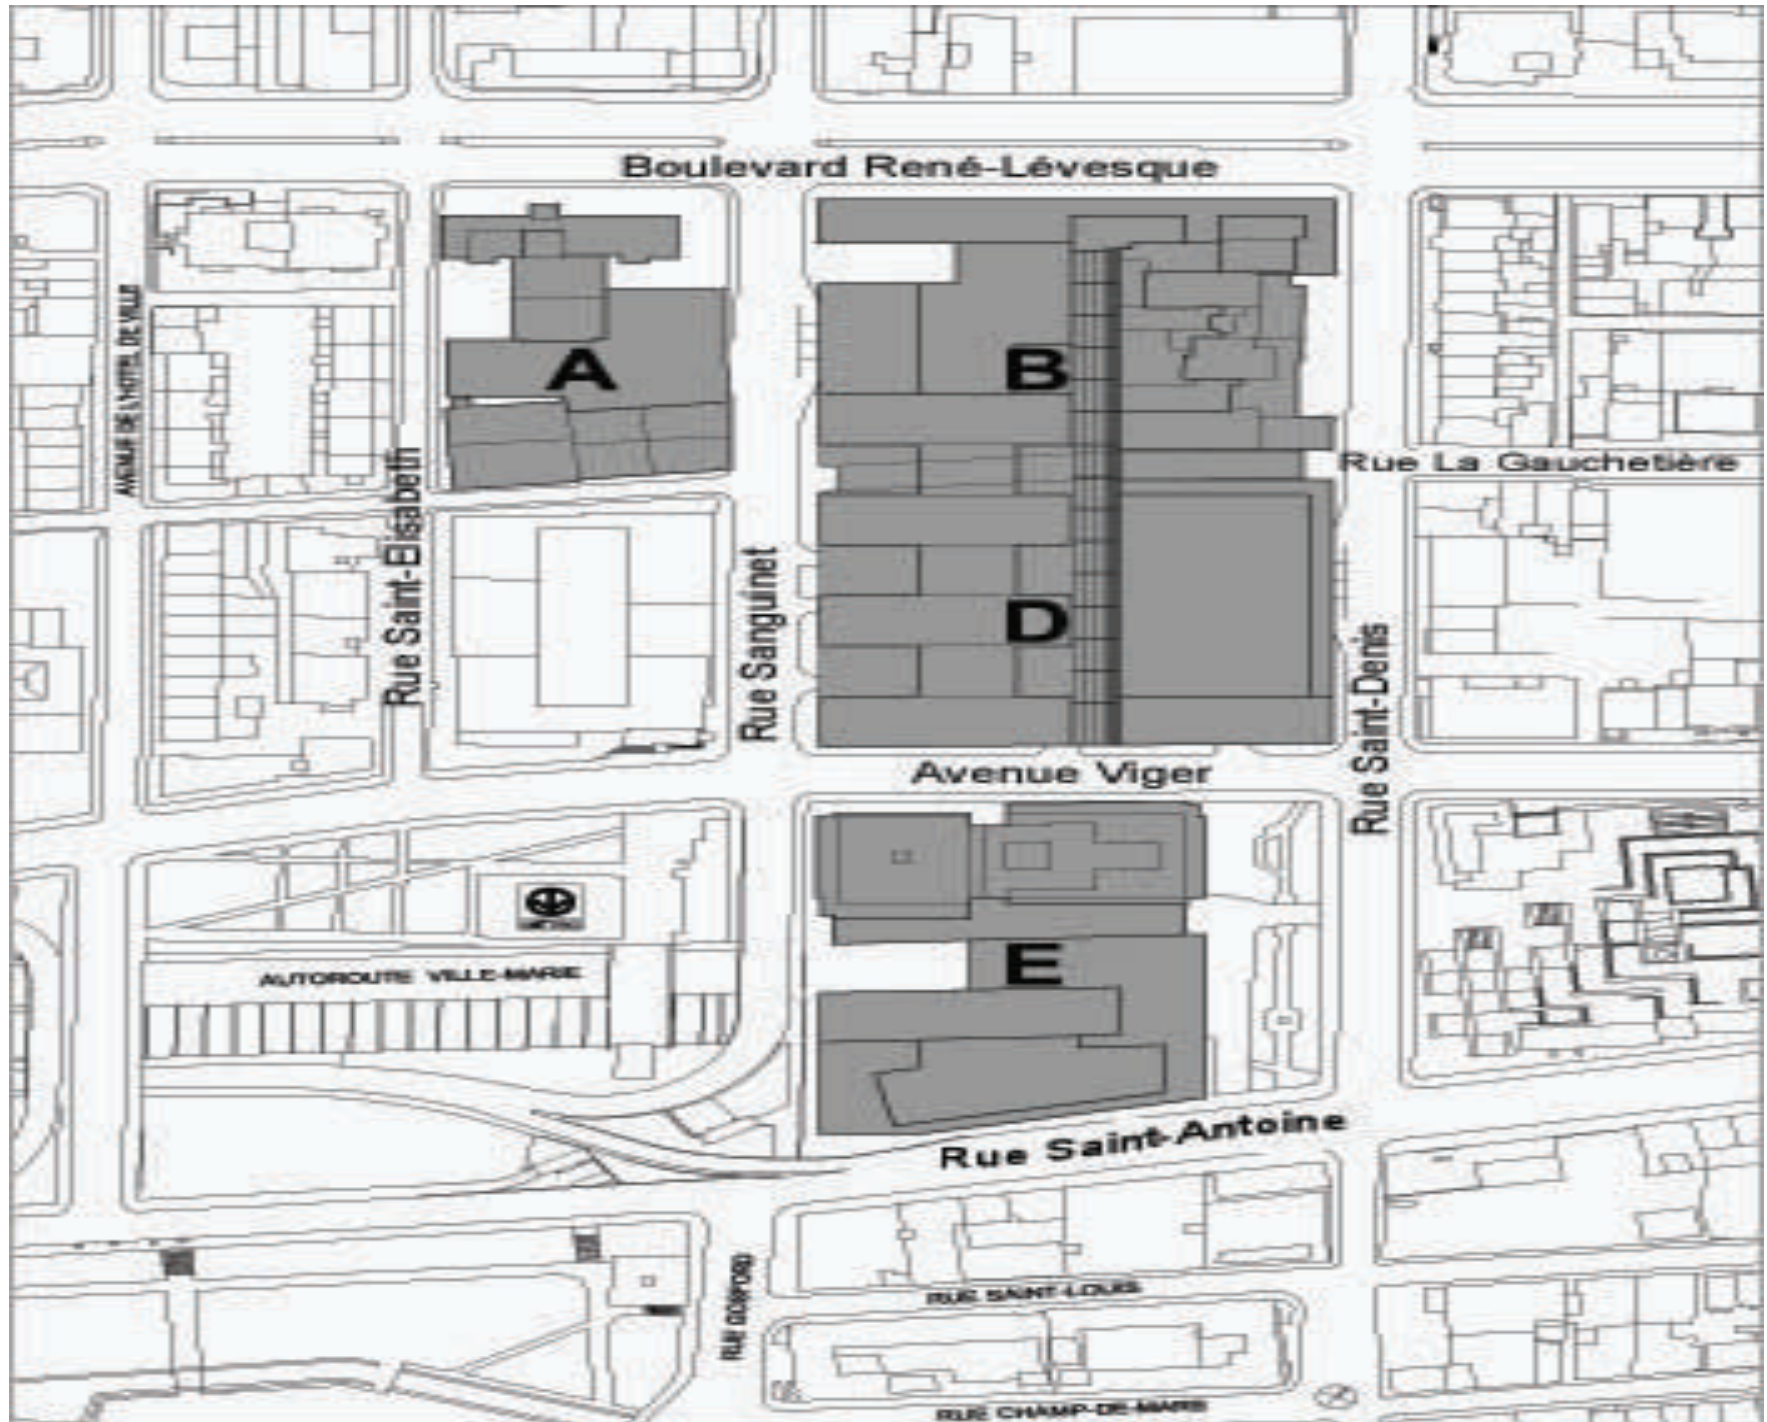 Boulevard René-Lévesque
AVENUE DE L'HOTEL DE VILLE
A
B
Rue Saint-Elisabeth
Rue La Gauchetière
Rue Sanguinet
D
Rue Saint-Denis
Avenue Viger
E
AUTOROUTE VILLE-MARIE
Rue Saint-Antoine
RUE GOSFORD
RUE SAINT-LOUIS
RUE CHAMP-DE-MARS